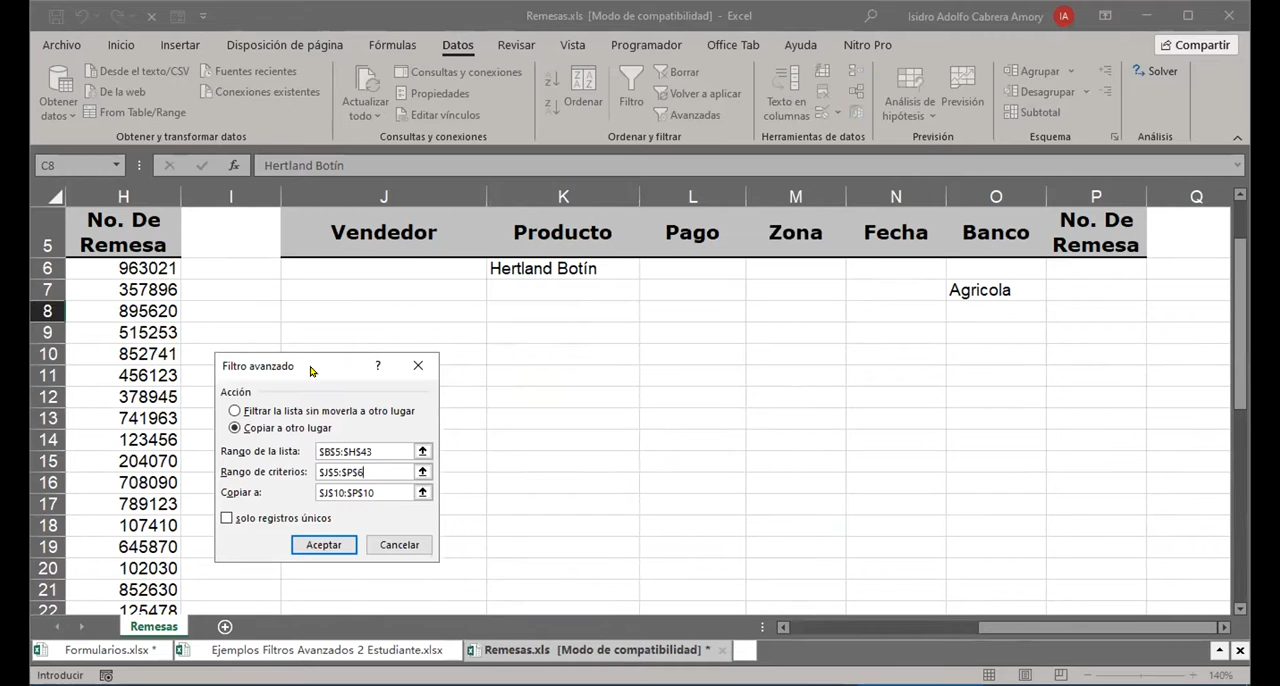 Remesas.xls [Modo de compatibilidad] - Excel
Isidro Adolfo Cabrera Amory
IA
Archivo Inicio Insertar Disposición de página Fórmulas Datos Revisar Vista Programador Office Tab Ayuda Nitro Pro Compartir
Obtener datos
Desde el texto/CSV
De la web
From Table/Range
Fuentes recientes
Conexiones existentes
Obtener y transformar datos
Actualizar todo
Consultas y conexiones
Propiedades
Editar vínculos
Consultas y conexiones
Ordenar
Filtro
Borrar
Volver a aplicar
Avanzadas
Ordenar y filtrar
Texto en columnas
Herramientas de datos
Análisis de hipótesis
Previsión
Previsión
Agrupar
Desagrupar
Subtotal
Esquema
Solver
Análisis
C8 fx Hertland Botín
H I J K L M N O P Q
5 No. De Remesa Vendedor Producto Pago Zona Fecha Banco No. De Remesa
6 963021 Hertland Botín
7 357896 Agricola
8 895620
9 515253
10 852741
11 456123
12 378945
13 741963
14 123456
15 204070
16 708090
17 789123
18 107410
19 645870
20 102030
21 852630
22 125478
Filtro avanzado ?
Acción
Filtrar la lista sin moverla a otro lugar
Copiar a otro lugar
Rango de la lista: $B$5:$H$43
Rango de criterios: $J$5:$P$6
Copiar a: $J$10:$P$10
Solo registros únicos
Aceptar Cancelar
Remesas
Formularios.xlsx * Ejemplos Filtros Avanzados 2 Estudiante.xlsx Remesas.xls [Modo de compatibilidad] *
Introducir 140%